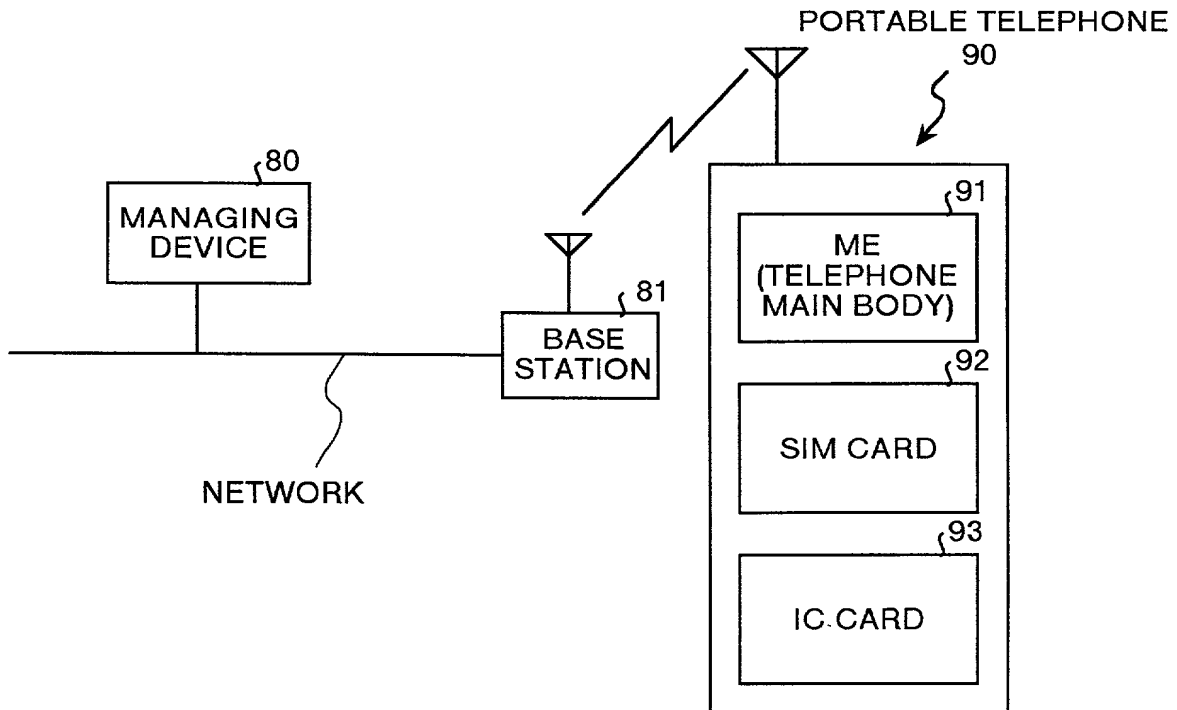 PORTABLE TELEPHONE
90
80
MANAGING
DEVICE
91
ME
(TELEPHONE
MAIN BODY)
81
BASE
STATION
92
SIM CARD
NETWORK
93
IC CARD